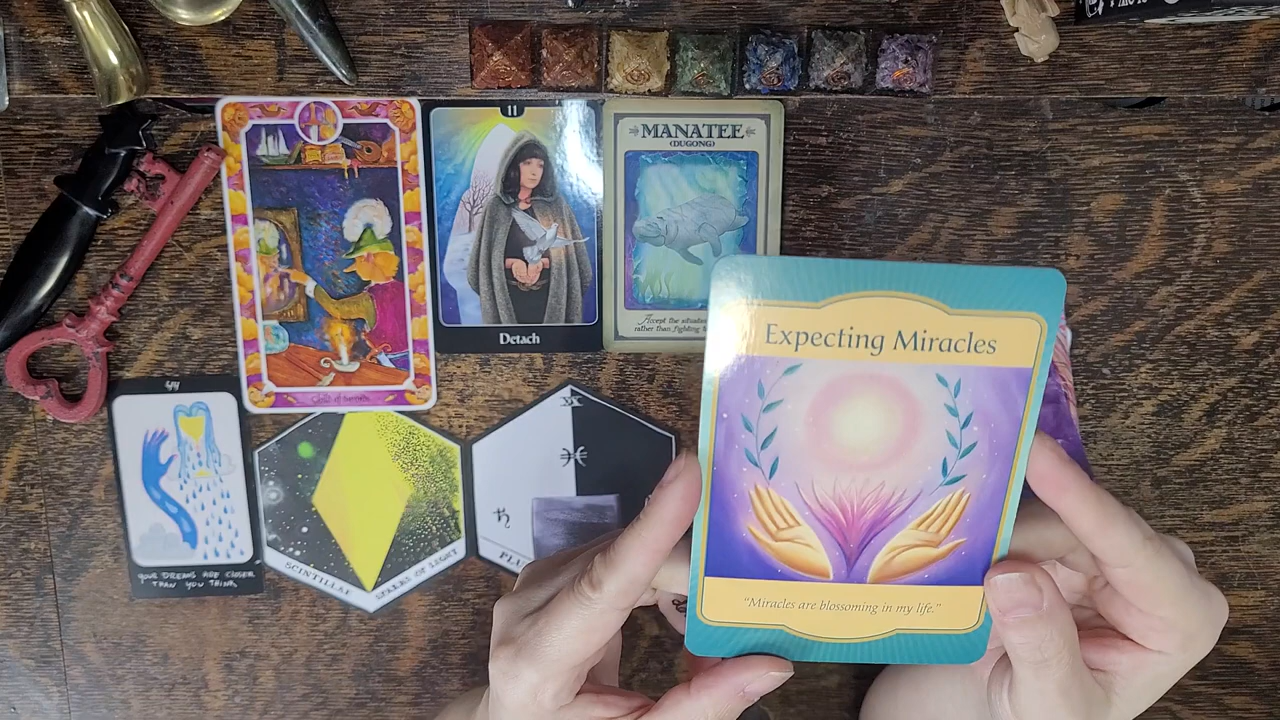 11
MANATEE
(DUGONG)
Detach
Accept the
rather than fighting
Expecting Miracles
"Miracles are blossoming in my life."
44
YOUR DREAMS ARE CLOSER
THAN YOU THINK
SCINTILLAE
SPARKS OF LIGHT
XX